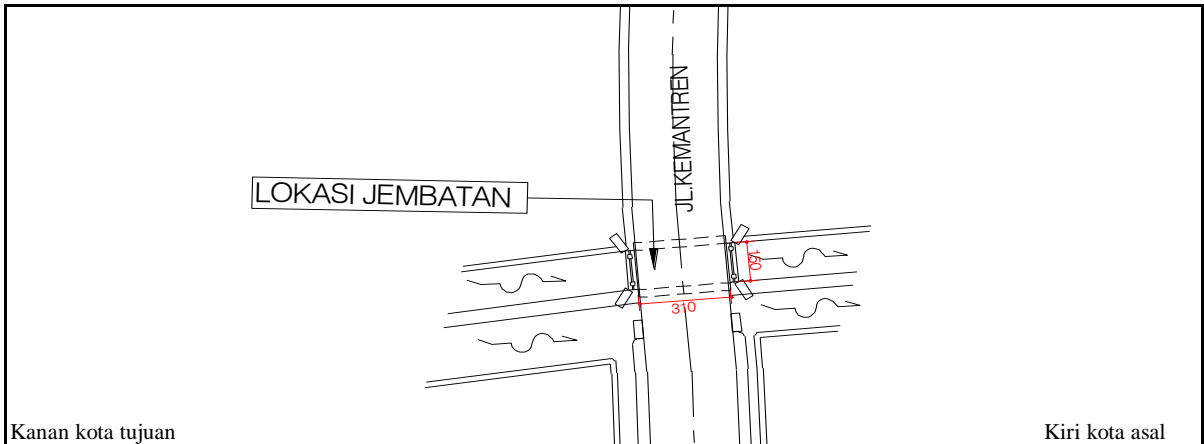 JL.KEMANTREN
LOKASI JEMBATAN
150
310
Kanan kota tujuan
Kiri kota asal